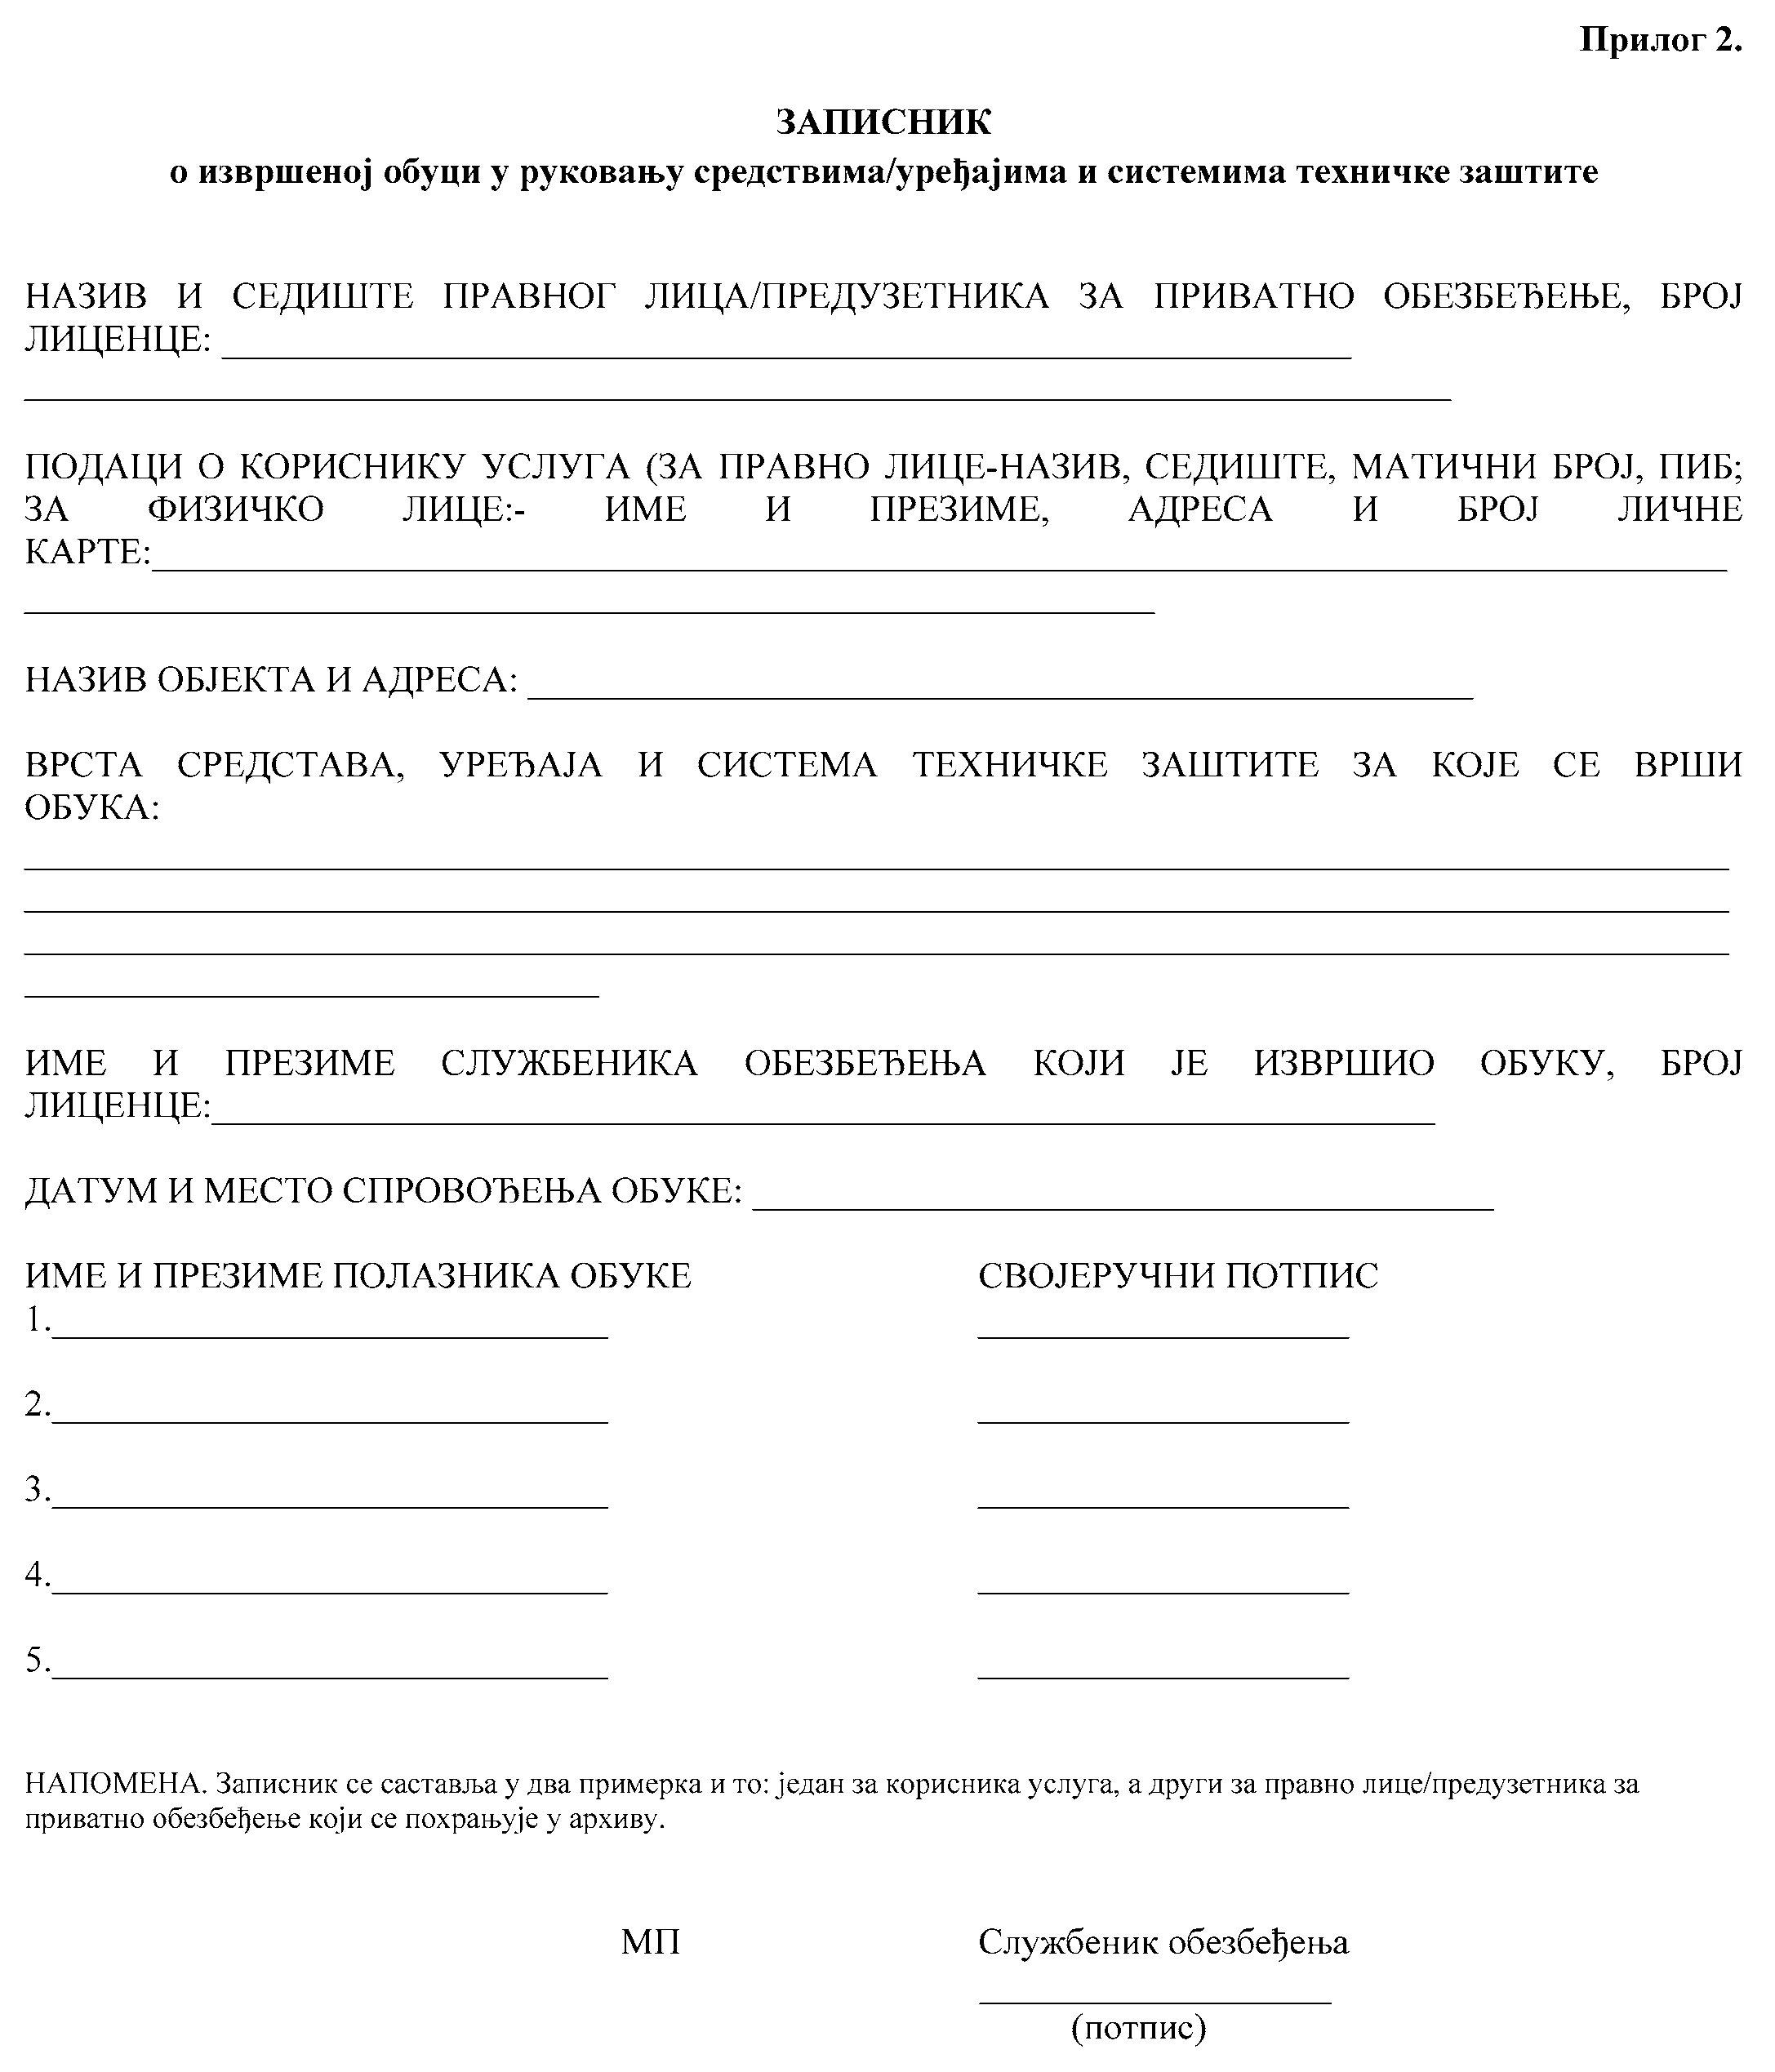 Прилог 2.
ЗАПИСНИК
о извршеној обуци у руковању средствима/уређајима и системима техничке заштите
НАЗИВ И СЕДИШТЕ ПРАВНОГ ЛИЦА/ПРЕДУЗЕТНИКА ЗА ПРИВАТНО ОБЕЗБЕЂЕЊЕ, БРОЈ
ЛИЦЕНЦЕ:
ПОДАЦИ О КОРИСНИКУ УСЛУГА (ЗА ПРАВНО ЛИЦЕ-НАЗИВ, СЕДИШТЕ, МАТИЧНИ БРОЈ, ПИБ;
ЗА ФИЗИЧКО ЛИЦЕ:- ИМЕ И ПРЕЗИМЕ, АДРЕСА И БРОЈ ЛИЧНЕ
КАРТЕ:
НАЗИВ ОБЈЕКТА И АДРЕСА:
ВРСТА СРЕДСТАВА, УРЕЂАЈА И СИСТЕМА ТЕХНИЧКЕ ЗАШТИТЕ ЗА КОЈЕ СЕ ВРШИ
ОБУКА:
ИМЕ И ПРЕЗИМЕ СЛУЖБЕНИКА ОБЕЗБЕЂЕЊА КОЈИ ЈЕ ИЗВРШИО ОБУКУ, БРОЈ
ЛИЦЕНЦЕ:
ДАТУМ И МЕСТО СПРОВОЂЕЊА ОБУКЕ:
ИМЕ И ПРЕЗИМЕ ПОЛАЗНИКА ОБУКЕ СВОЈЕРУЧНИ ПОТПИС
1.
2.
3.
4.
5.
НАПОМЕНА. Записник се саставља у два примерка и то: један за корисника услуга, а други за правно лице/предузетника за
приватно обезбеђење који се похрањује у архиву.
МП Службеник обезбеђења
(потпис)